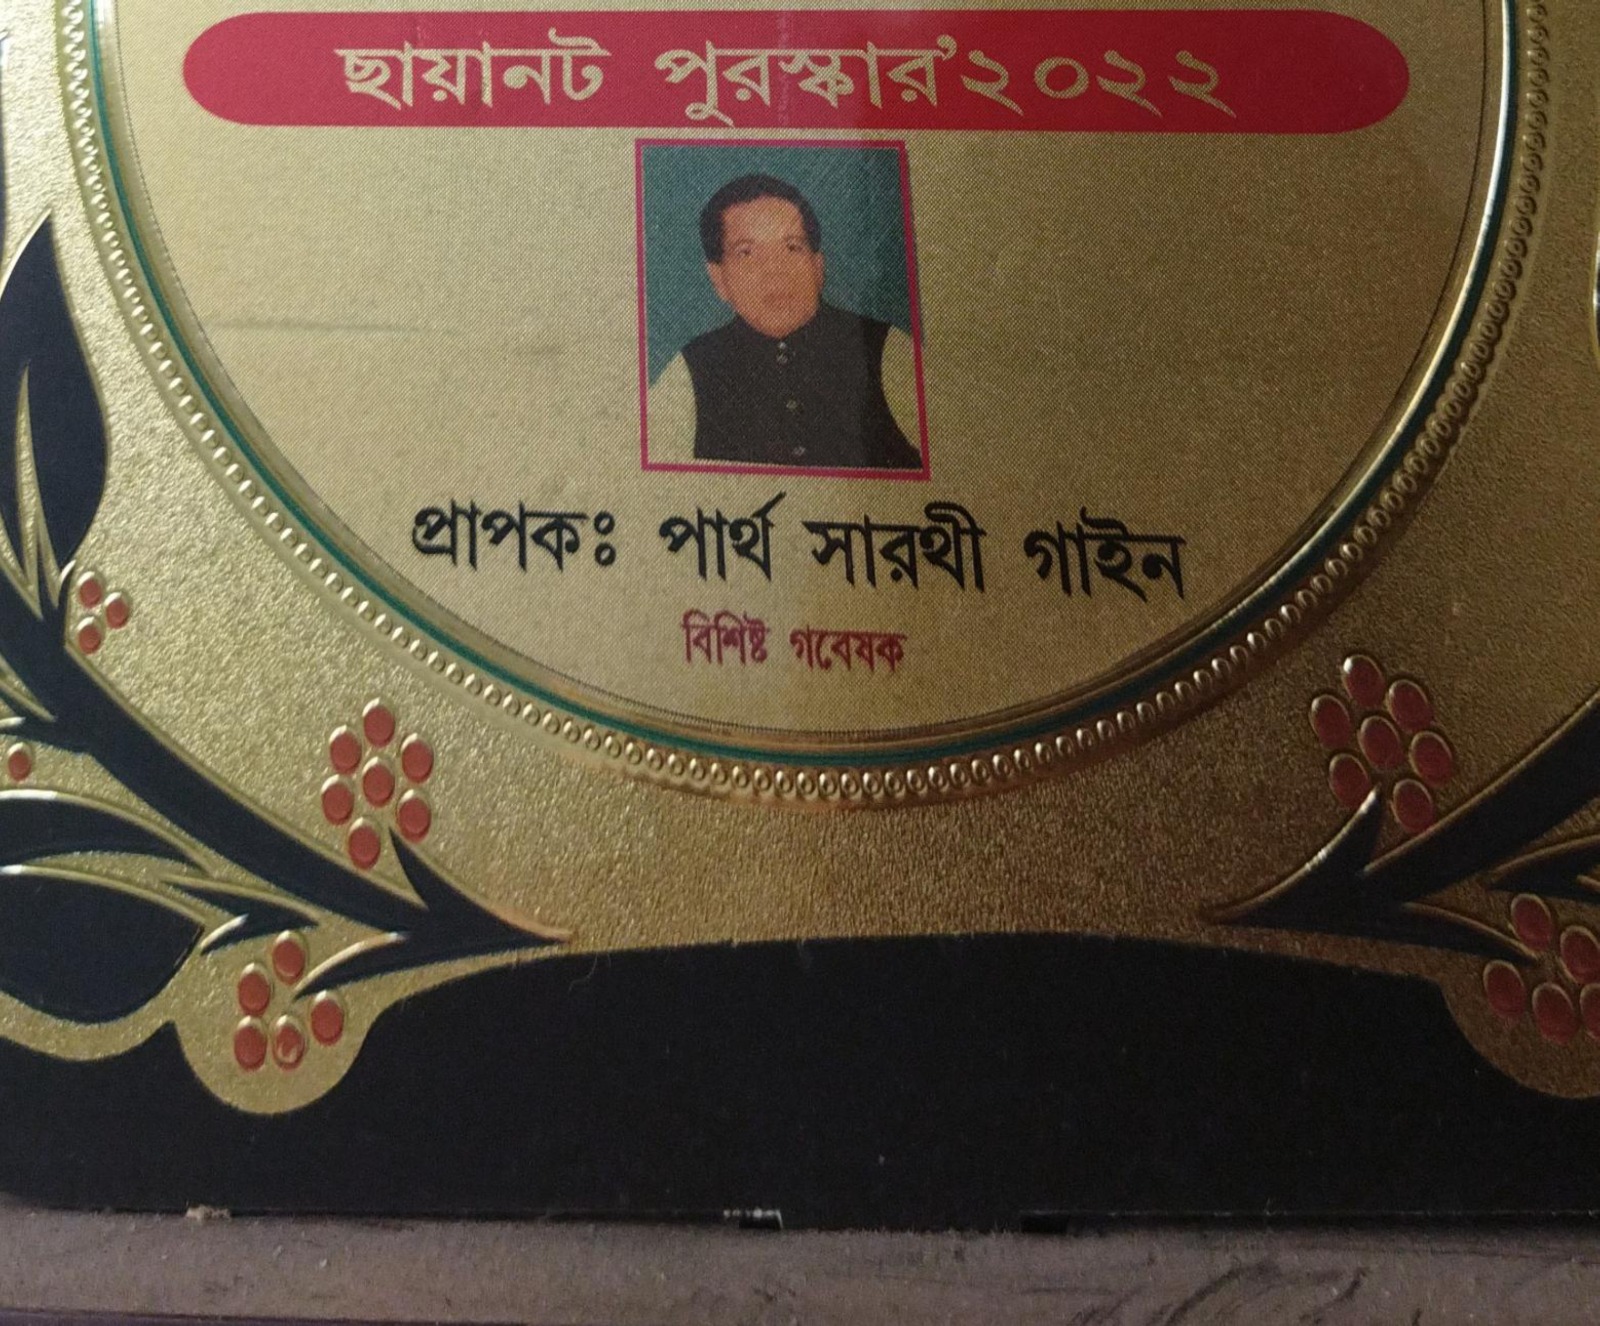 ছায়ানট পুরস্কার'২০২২
প্রাপকঃ পার্থ সারথী গাইন
বিশিষ্ট গবেষক